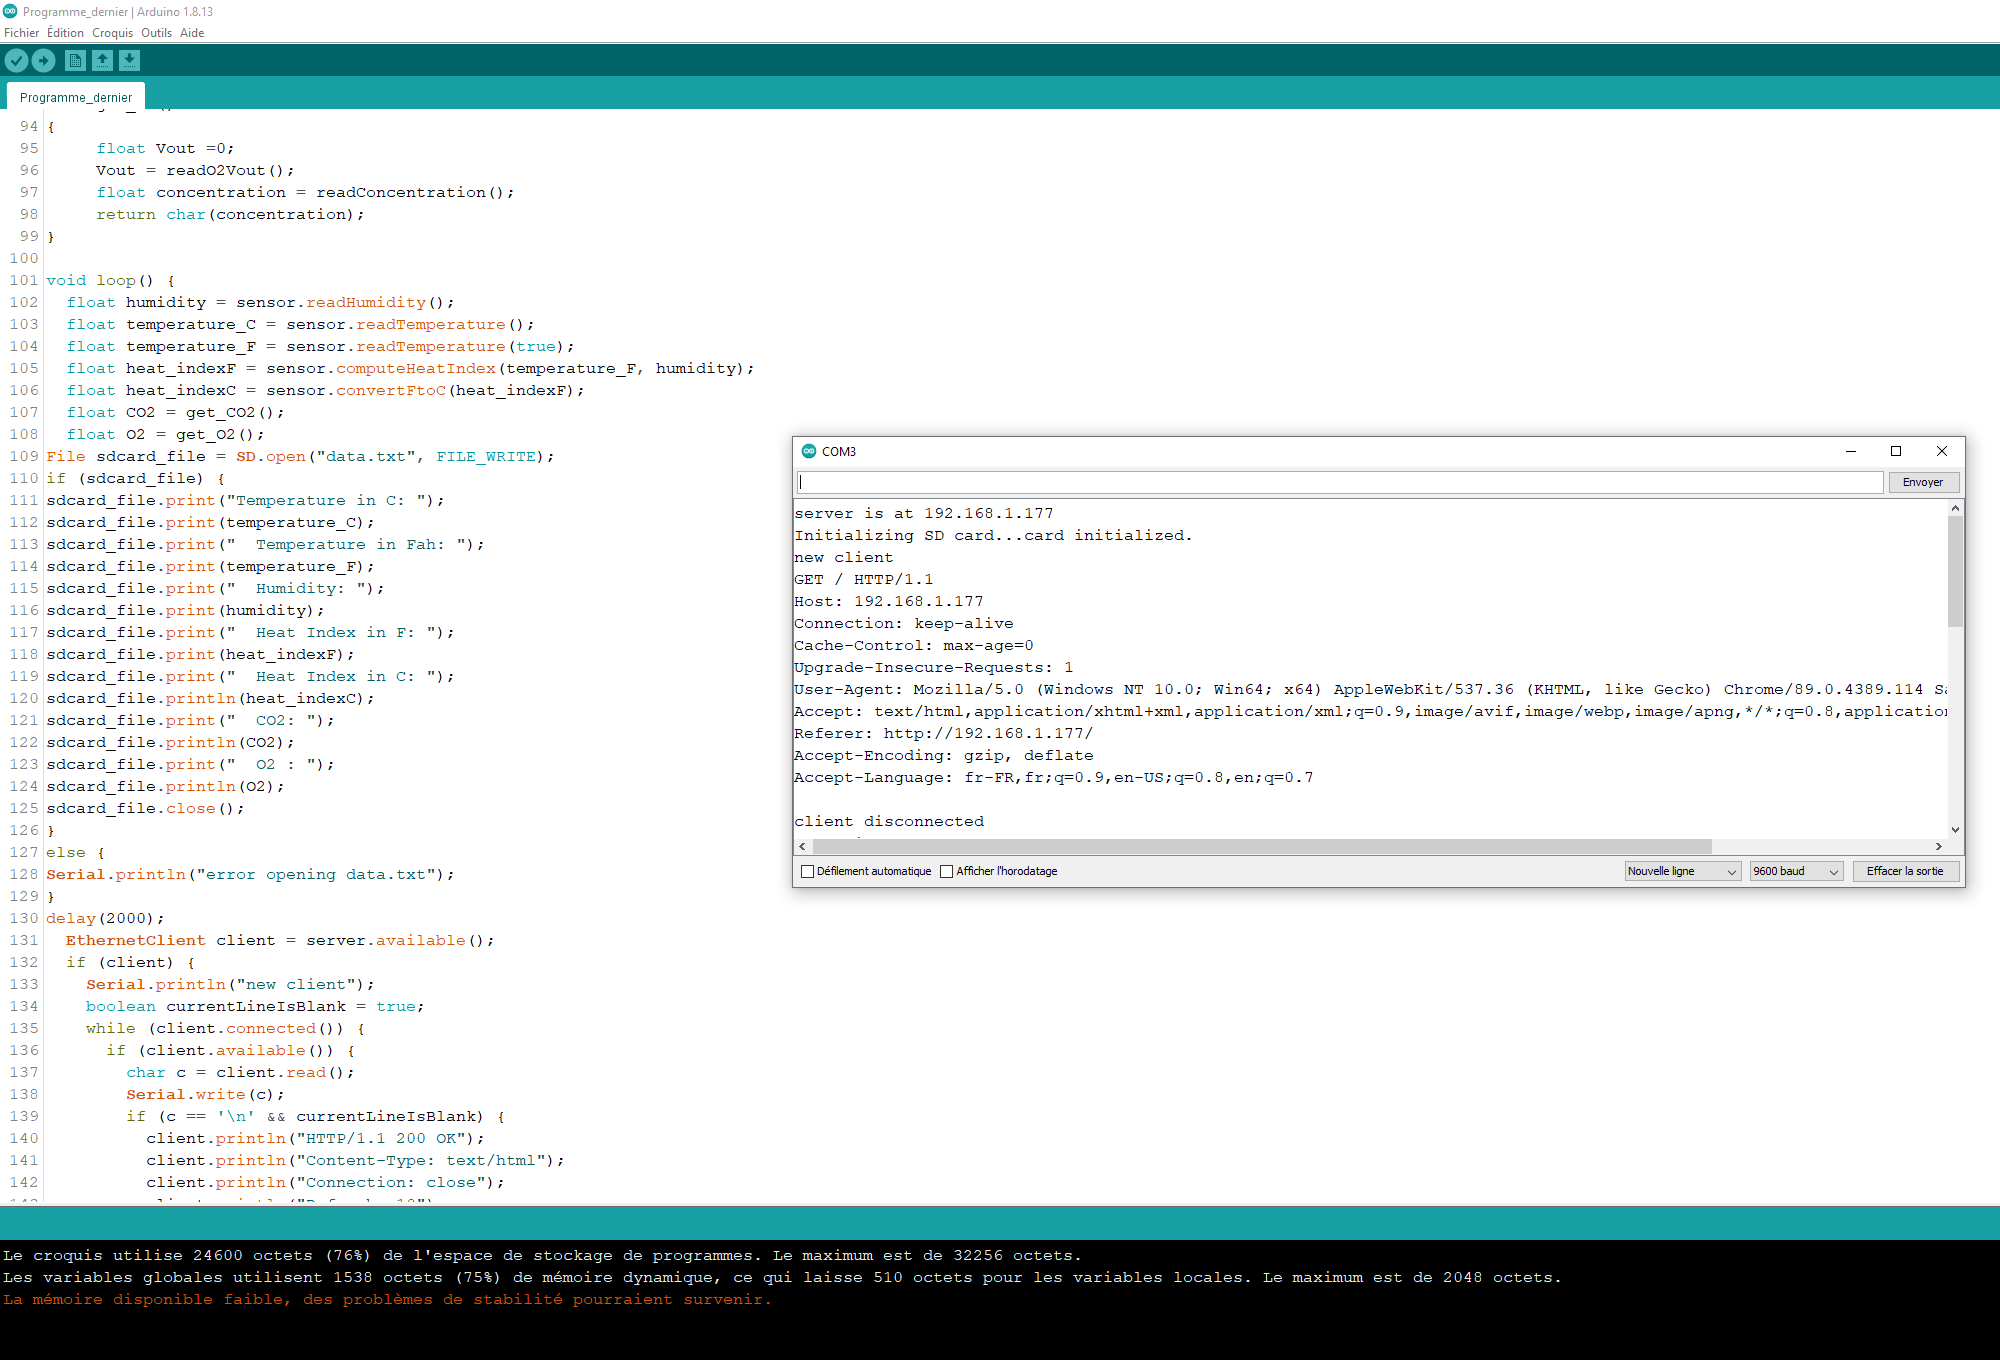 Programme_dernier | Arduino 1.8.13
Fichier Édition Croquis Outils Aide
Programme_dernier
94 {
95 float Vout =0;
96 Vout = readO2Vout();
97 float concentration = readConcentration();
98 return char(concentration);
99 }
100
101 void loop() {
102 float humidity = sensor.readHumidity();
103 float temperature_C = sensor.readTemperature();
104 float temperature_F = sensor.readTemperature(true);
105 float heat_indexF = sensor.computeHeatIndex(temperature_F, humidity);
106 float heat_indexC = sensor.convertFtoC(heat_indexF);
107 float CO2 = get_CO2();
108 float O2 = get_O2();
109 File sdcard_file = SD.open("data.txt", FILE_WRITE);
110 if (sdcard_file) {
111 sdcard_file.print("Temperature in C: ");
112 sdcard_file.print(temperature_C);
113 sdcard_file.print("  Temperature in Fah: ");
114 sdcard_file.print(temperature_F);
115 sdcard_file.print("  Humidity: ");
116 sdcard_file.print(humidity);
117 sdcard_file.print("  Heat Index in F: ");
118 sdcard_file.print(heat_indexF);
119 sdcard_file.print("  Heat Index in C: ");
120 sdcard_file.println(heat_indexC);
121 sdcard_file.print("  CO2: ");
122 sdcard_file.println(CO2);
123 sdcard_file.print("  O2 : ");
124 sdcard_file.println(O2);
125 sdcard_file.close();
126 }
127 else {
128 Serial.println("error opening data.txt");
129 }
130 delay(2000);
131 EthernetClient client = server.available();
132 if (client) {
133 Serial.println("new client");
134 boolean currentLineIsBlank = true;
135 while (client.connected()) {
136 if (client.available()) {
137 char c = client.read();
138 Serial.write(c);
139 if (c == '\n' && currentLineIsBlank) {
140 client.println("HTTP/1.1 200 OK");
141 client.println("Content-Type: text/html");
142 client.println("Connection: close");
COM3
Envoyer
server is at 192.168.1.177
Initializing SD card...card initialized.
new client
GET / HTTP/1.1
Host: 192.168.1.177
Connection: keep-alive
Cache-Control: max-age=0
Upgrade-Insecure-Requests: 1
User-Agent: Mozilla/5.0 (Windows NT 10.0; Win64; x64) AppleWebKit/537.36 (KHTML, like Gecko) Chrome/89.0.4389.114
Accept: text/html,application/xhtml+xml,application/xml;q=0.9,image/avif,image/webp,image/apng,*/*;q=0.8,application
Referer: http://192.168.1.177/
Accept-Encoding: gzip, deflate
Accept-Language: fr-FR,fr;q=0.9,en-US;q=0.8,en;q=0.7
client disconnected
Défilement automatique Afficher l'horodatage Nouvelle ligne 9600 baud Effacer la sortie
Le croquis utilise 24600 octets (76%) de l'espace de stockage de programmes. Le maximum est de 32256 octets.
Les variables globales utilisent 1538 octets (75%) de mémoire dynamique, ce qui laisse 510 octets pour les variables locales. Le maximum est de 2048 octets.
La mémoire disponible faible, des problèmes de stabilité pourraient survenir.